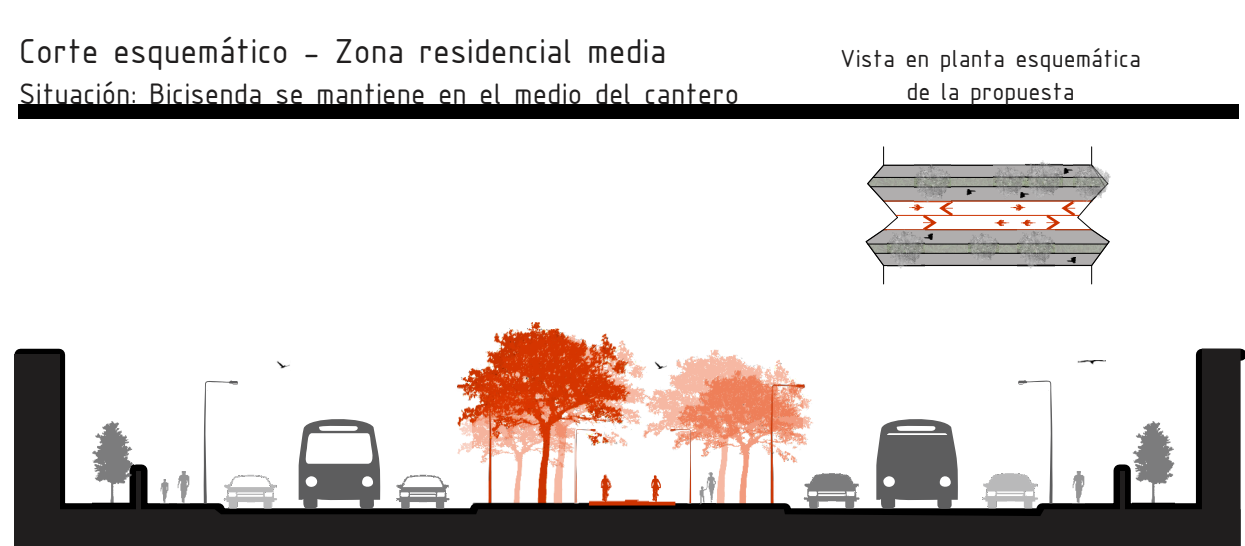 Corte esquemático - Zona residencial media
Situación: Bicisenda se mantiene en el medio del cantero
Vista en planta esquemática
de la propuesta